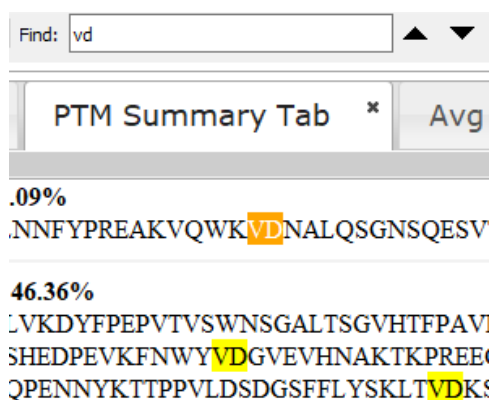 Find: vd
PTM Summary Tab × Avg
.09%
NNFYPREAKVQWKVDNALQSGNSQESV
46.36%
LVKDYFPEPVTVSWNSGALTSGVHTFPAV
SHEDPEVKFNWYVDGVEVHNAKTKPREE
QPENNYKTTPPVLDSDGSFFLYSKLTVDKS